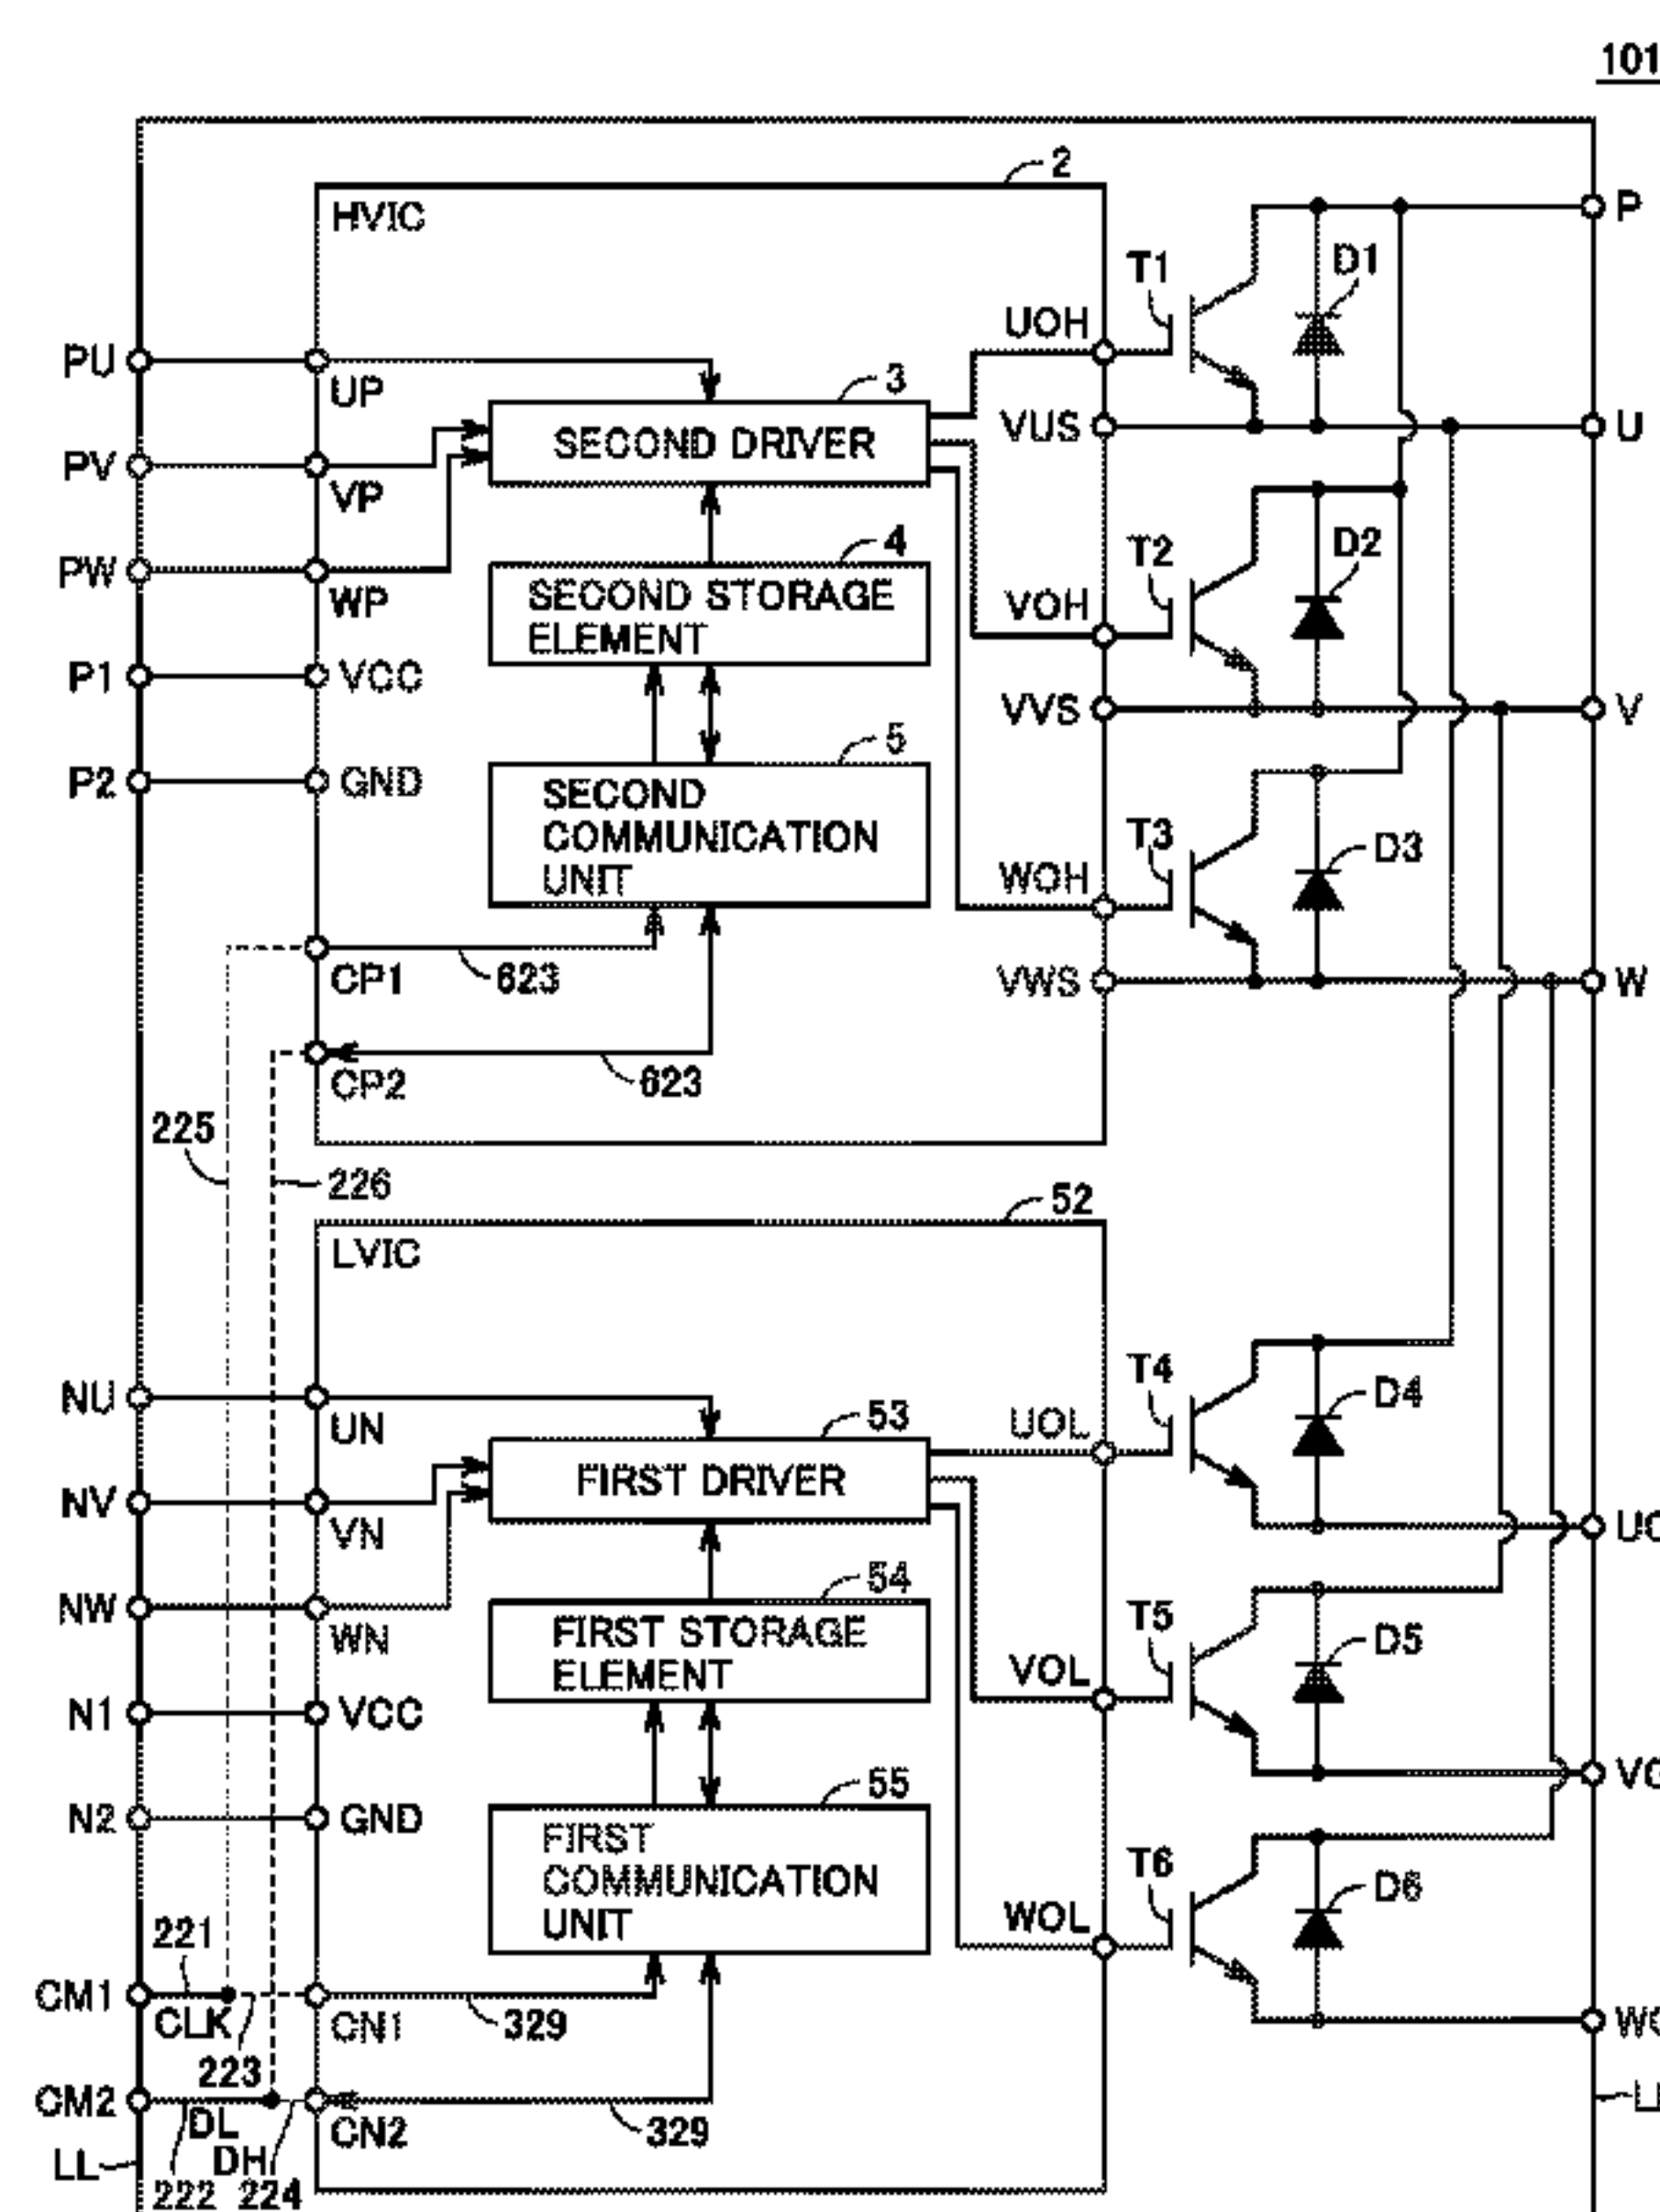 101
2
HVIC
P
T1
D1
UOH
PU
UP
3
SECOND DRIVER
VUS
U
PV
VP
4
T2
D2
PW
WP
SECOND STORAGE
ELEMENT
VOH
P1
VCC
VVS
V
5
P2
GND
SECOND
COMMUNICATION
UNIT
T3
D3
WOH
CP1
623
VWS
W
CP2
623
225
226
52
LVIC
T4
D4
NU
UN
53
UOL
FIRST DRIVER
NV
VN
54
T5
D5
NW
WN
FIRST STORAGE
ELEMENT
VOL
N1
VCC
55
N2
GND
FIRST
COMMUNICATION
UNIT
T6
D6
WOL
221
CM1
CLK
CN1
329
223
CM2
DL
CN2
329
LL
DH
222
224